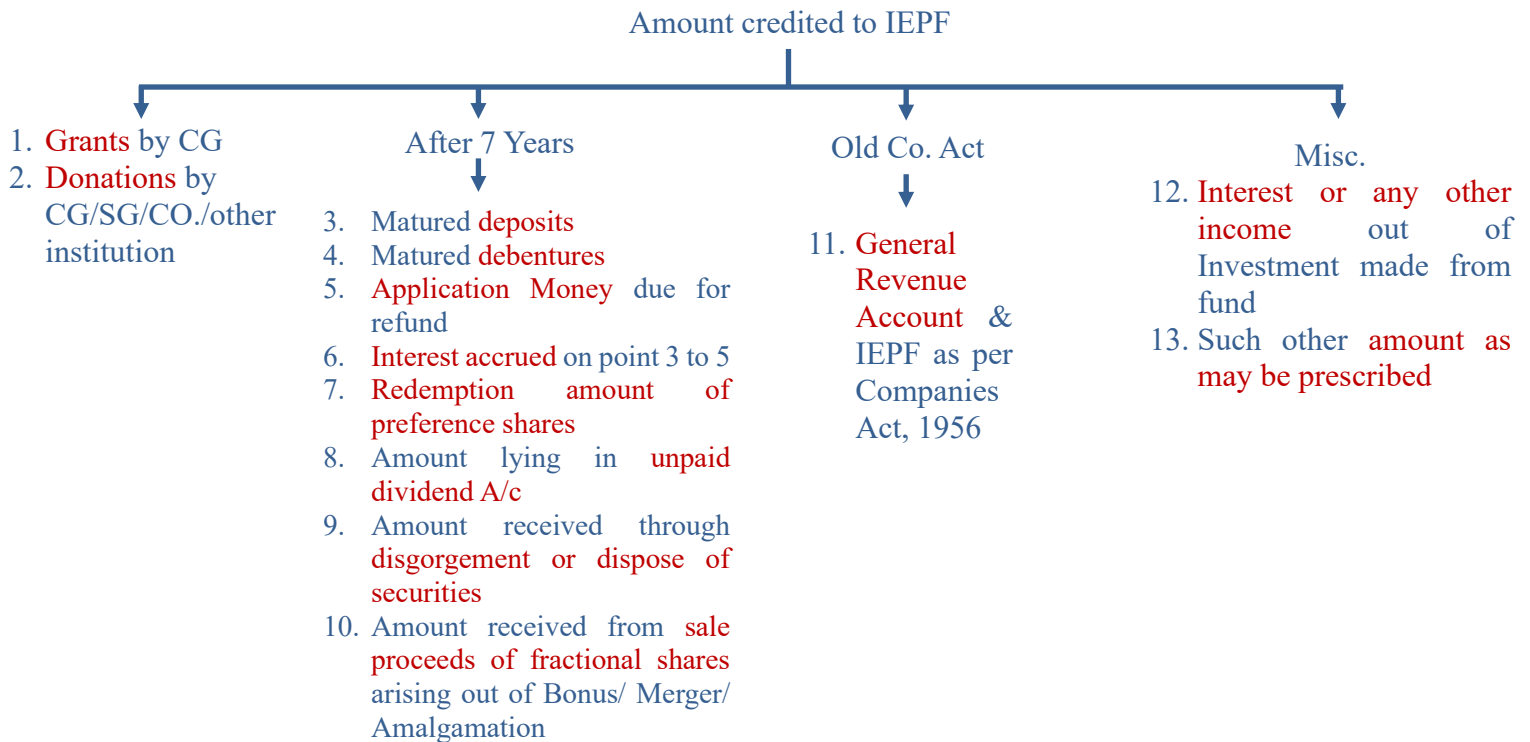 Amount credited to IEPF
1. Grants by CG
2. Donations by
CG/SG/CO./other
institution
After 7 Years
3. Matured deposits
4. Matured debentures
5. Application Money due for
refund
6. Interest accrued on point 3 to 5
7. Redemption amount of
preference shares
8. Amount lying in unpaid
dividend A/c
9. Amount received through
disgorgement or dispose of
securities
10. Amount received from sale
proceeds of fractional shares
arising out of Bonus/ Merger/
Amalgamation
Old Co. Act
11. General
Revenue
Account &
IEPF as per
Companies
Act, 1956
Misc.
12. Interest or any other
income out of
Investment made from
fund
13. Such other amount as
may be prescribed